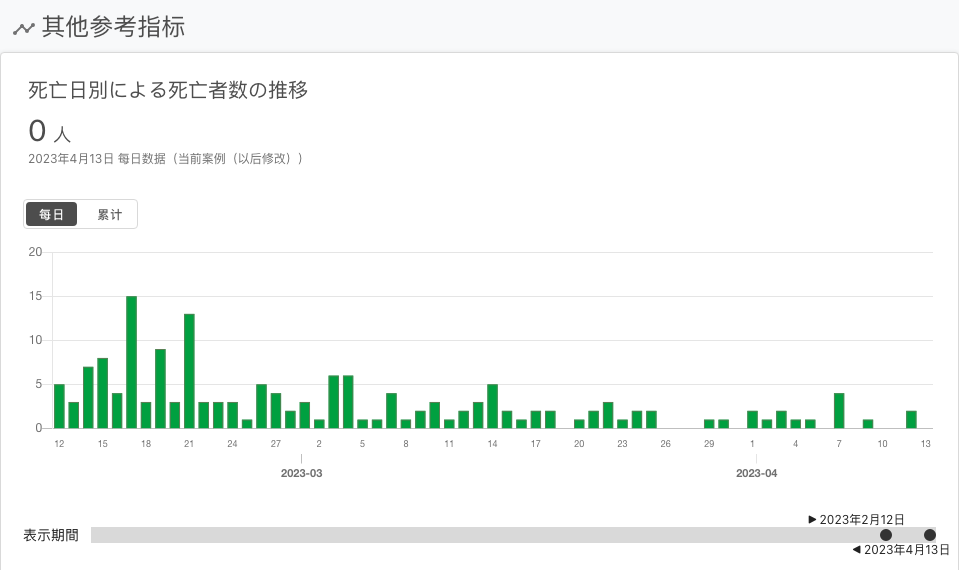 其他参考指标
死亡日別による死亡者数の推移
0 人
2023年4月13日 每日数据（当前案例（以后修改））
每日 累计
20
15
10
5
0
12 15 18 21 24 27 2 5 8 11 14 17 20 23 26 29 1 4 7 10 13
2023-03 2023-04
▶ 2023年2月12日
表示期間
◀ 2023年4月13日